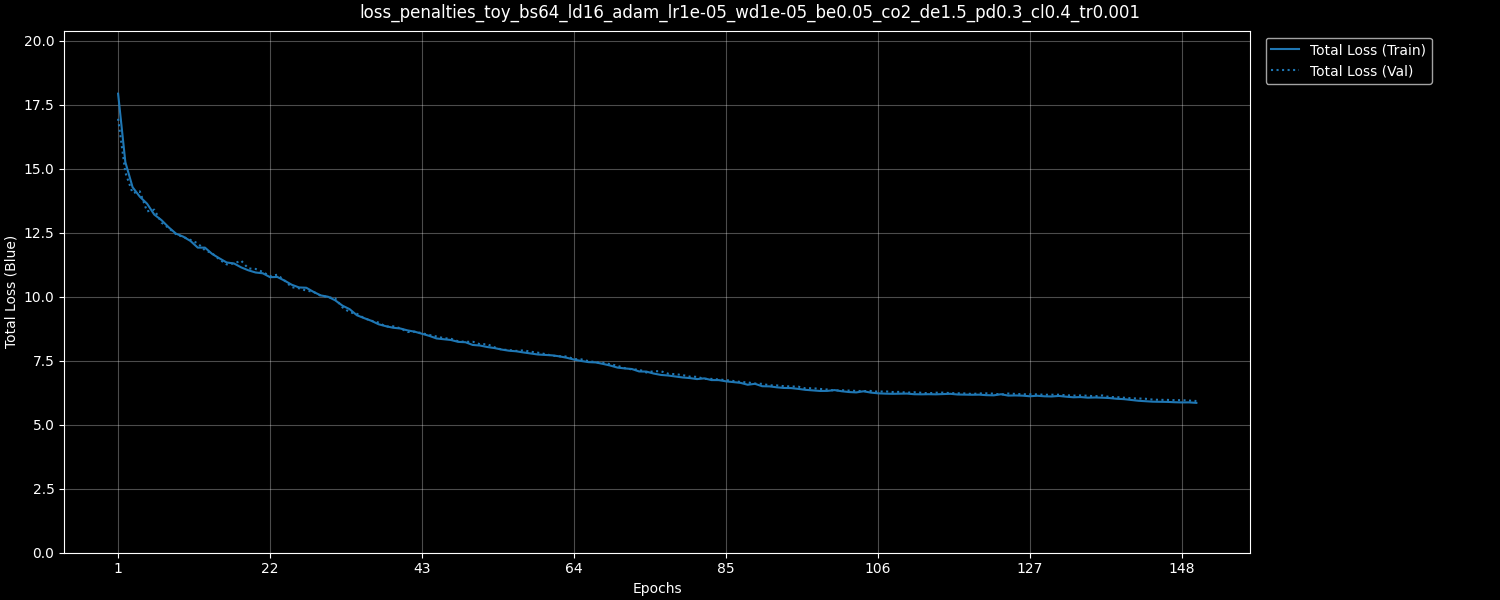 loss_penalties_toy_bs64_ld16_adam_lr1e-05_wd1e-05_be0.05_co2_de1.5_pd0.3_cl0.4_tr0.001
Total Loss (Train)
Total Loss (Val)
Total Loss (Blue)
20.0
17.5
15.0
12.5
10.0
7.5
5.0
2.5
0.0
1 22 43 64 85 106 127 148
Epochs